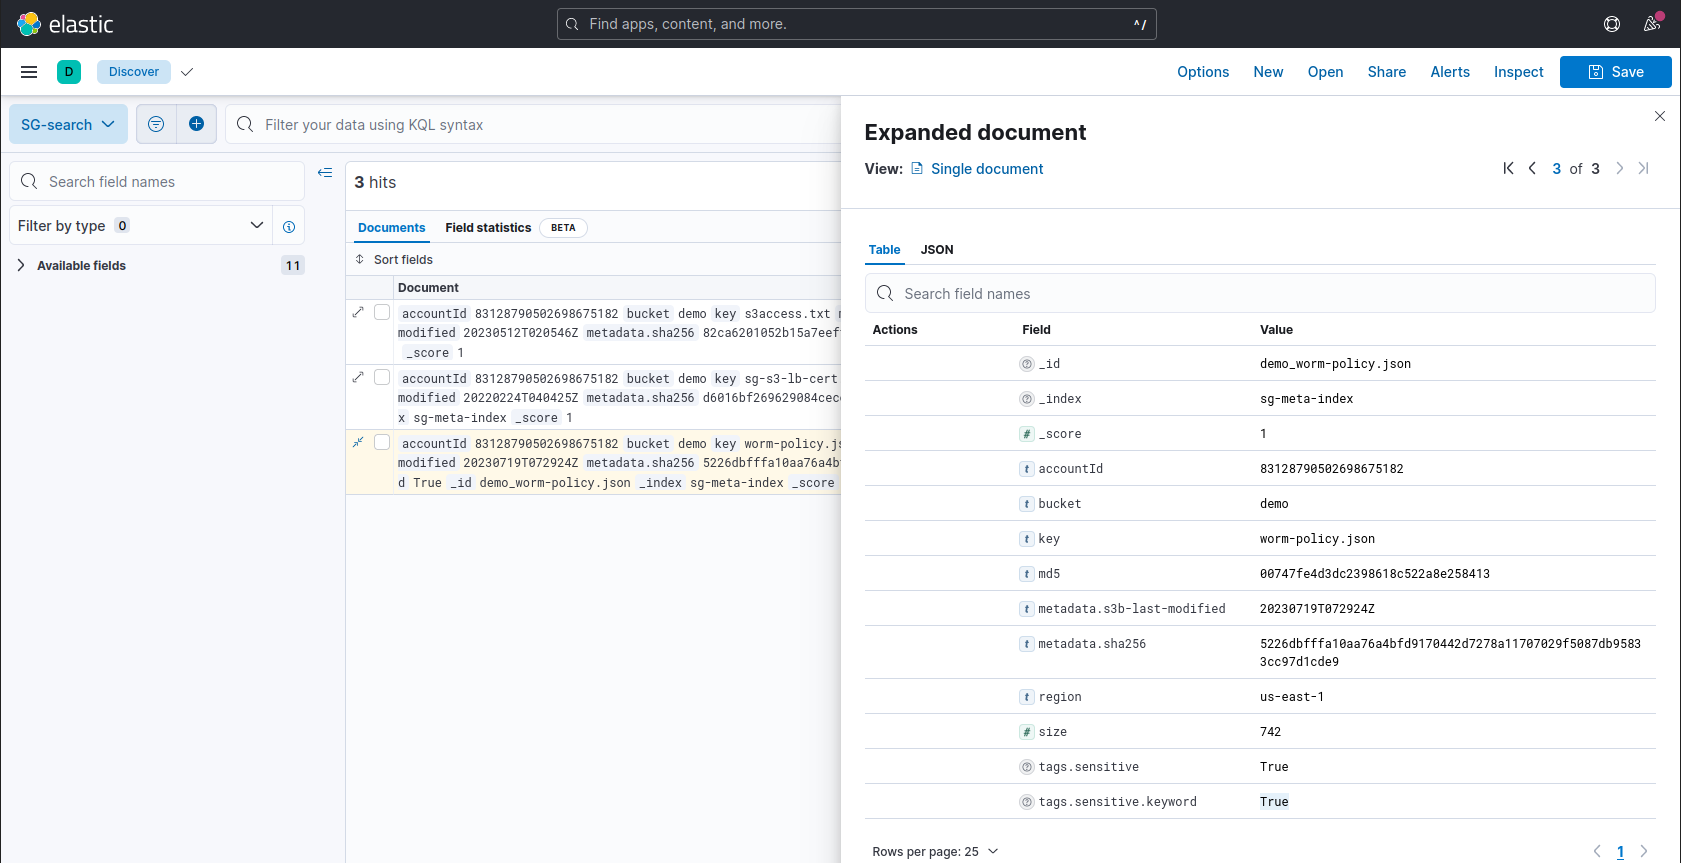 elastic
Find apps, content, and more.
^/
D
Discover
Options
New
Open
Share
Alerts
Inspect
Save
SG-search
Filter your data using KQL syntax
Search field names
Filter by type 0
Available fields
11
3 hits
Documents
Field statistics
BETA
Sort fields
Document
accountId 83128790502698675182 bucket demo key s3access.txt
modified 20230512T020546Z metadata.sha256 82ca6201052b15a7eef
_score 1
accountId 83128790502698675182 bucket demo key sg-s3-lb-cert
modified 20220224T040425Z metadata.sha256 d6016bf269629084cec
x sg-meta-index _score 1
accountId 83128790502698675182 bucket demo key worm-policy.js
modified 20230719T072924Z metadata.sha256 5226dbfffa10aa76a4b
d True _id demo_worm-policy.json _index sg-meta-index _score
Expanded document
View: Single document
3 of 3
Table
JSON
Search field names
Actions Field Value
_id demo_worm-policy.json
_index sg-meta-index
# _score 1
t accountId 83128790502698675182
t bucket demo
t key worm-policy.json
t md5 00747fe4d3dc2398618c522a8e258413
t metadata.s3b-last-modified 20230719T072924Z
t metadata.sha256 5226dbfffa10aa76a4bfd9170442d7278a11707029f5087db9583
3cc97d1cde9
t region us-east-1
# size 742
tags.sensitive True
tags.sensitive.keyword True
Rows per page: 25
1